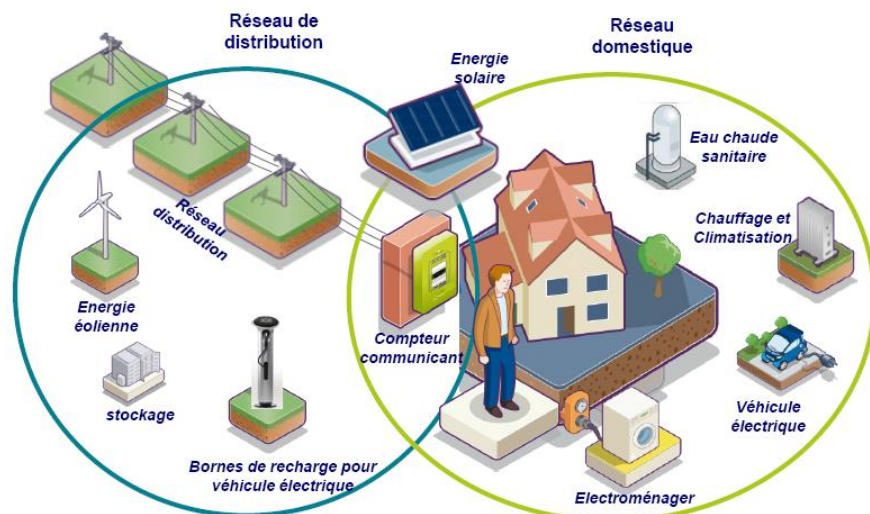 Réseau de
distribution
Réseau
domestique
Energie
solaire
Eau chaude
sanitaire
Réseau
distribution
Chauffage et
Climatisation
Energie
éolienne
Compteur
communicant
stockage
Véhicule
électrique
Bornes de recharge pour
véhicule électrique
Electroménager